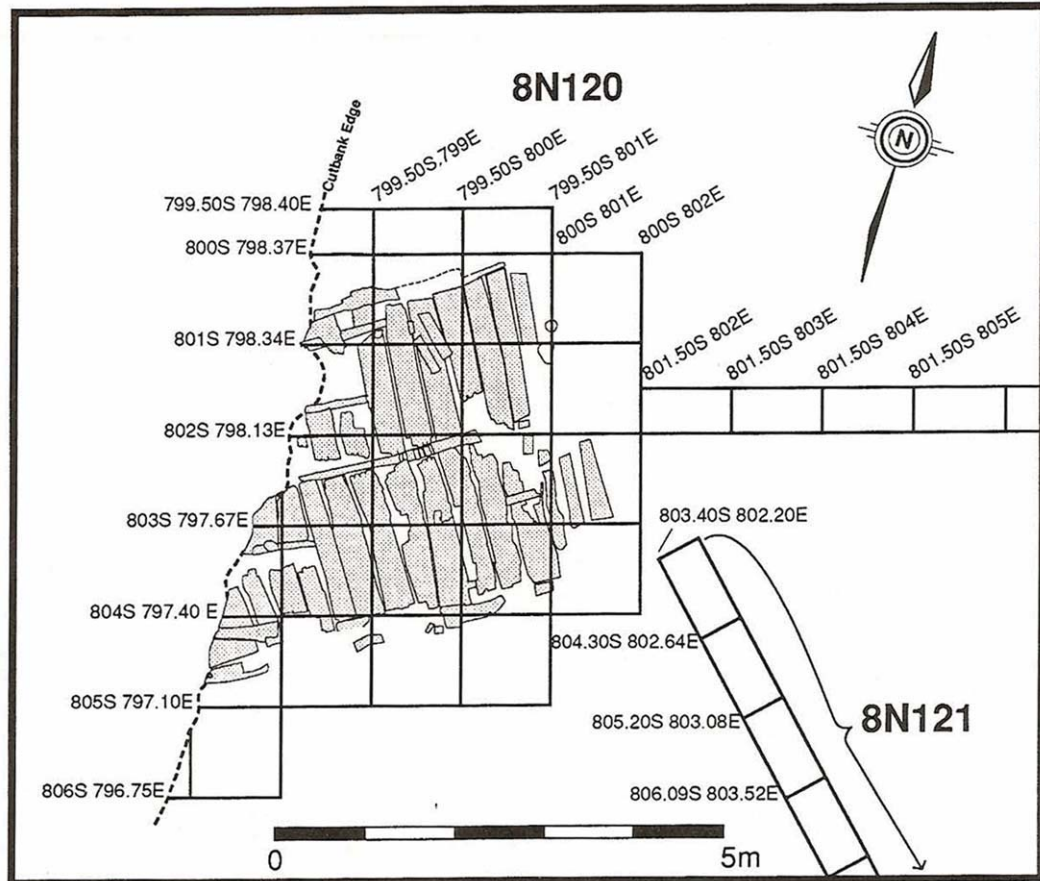 8N120
N
Cutbank Edge
799.50S,799E
799.50S 800E
799.50S 801E
800S 801E
800S 802E
799.50S 798.40E
800S 798.37E
801S 798.34E
801.50S 802E
801.50S 803E
801.50S 804E
801.50S 805E
802S 798.13E
803S 797.67E
803.40S 802.20E
804S 797.40 E
804.30S 802.64E
805S 797.10E
805.20S 803.08E
8N121
806S 796.75E
806.09S 803.52E
0
5m